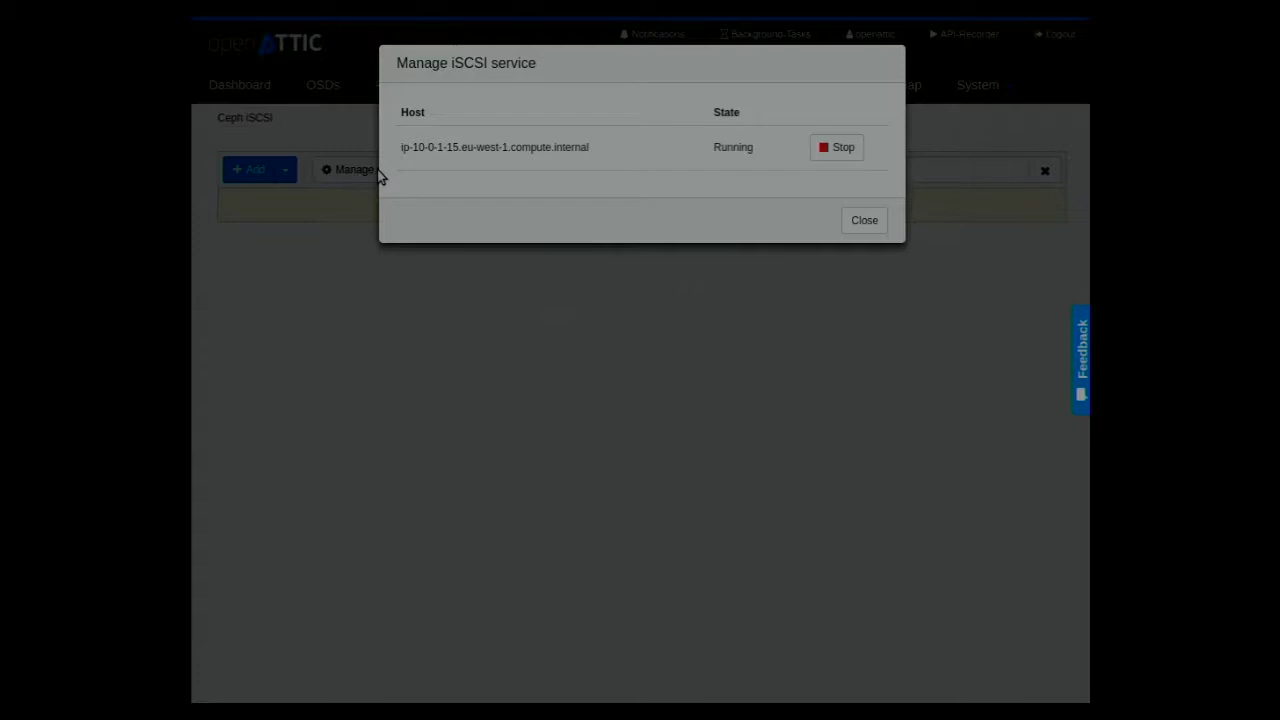 openATTIC
Notifications Background-Tasks openattic API-Recorder Logout
Dashboard OSDs System
Manage iSCSI service
Ceph iSCSI
Host State
ip-10-0-1-15.eu-west-1.compute.internal Running Stop
Add Manage
Close
Feedback